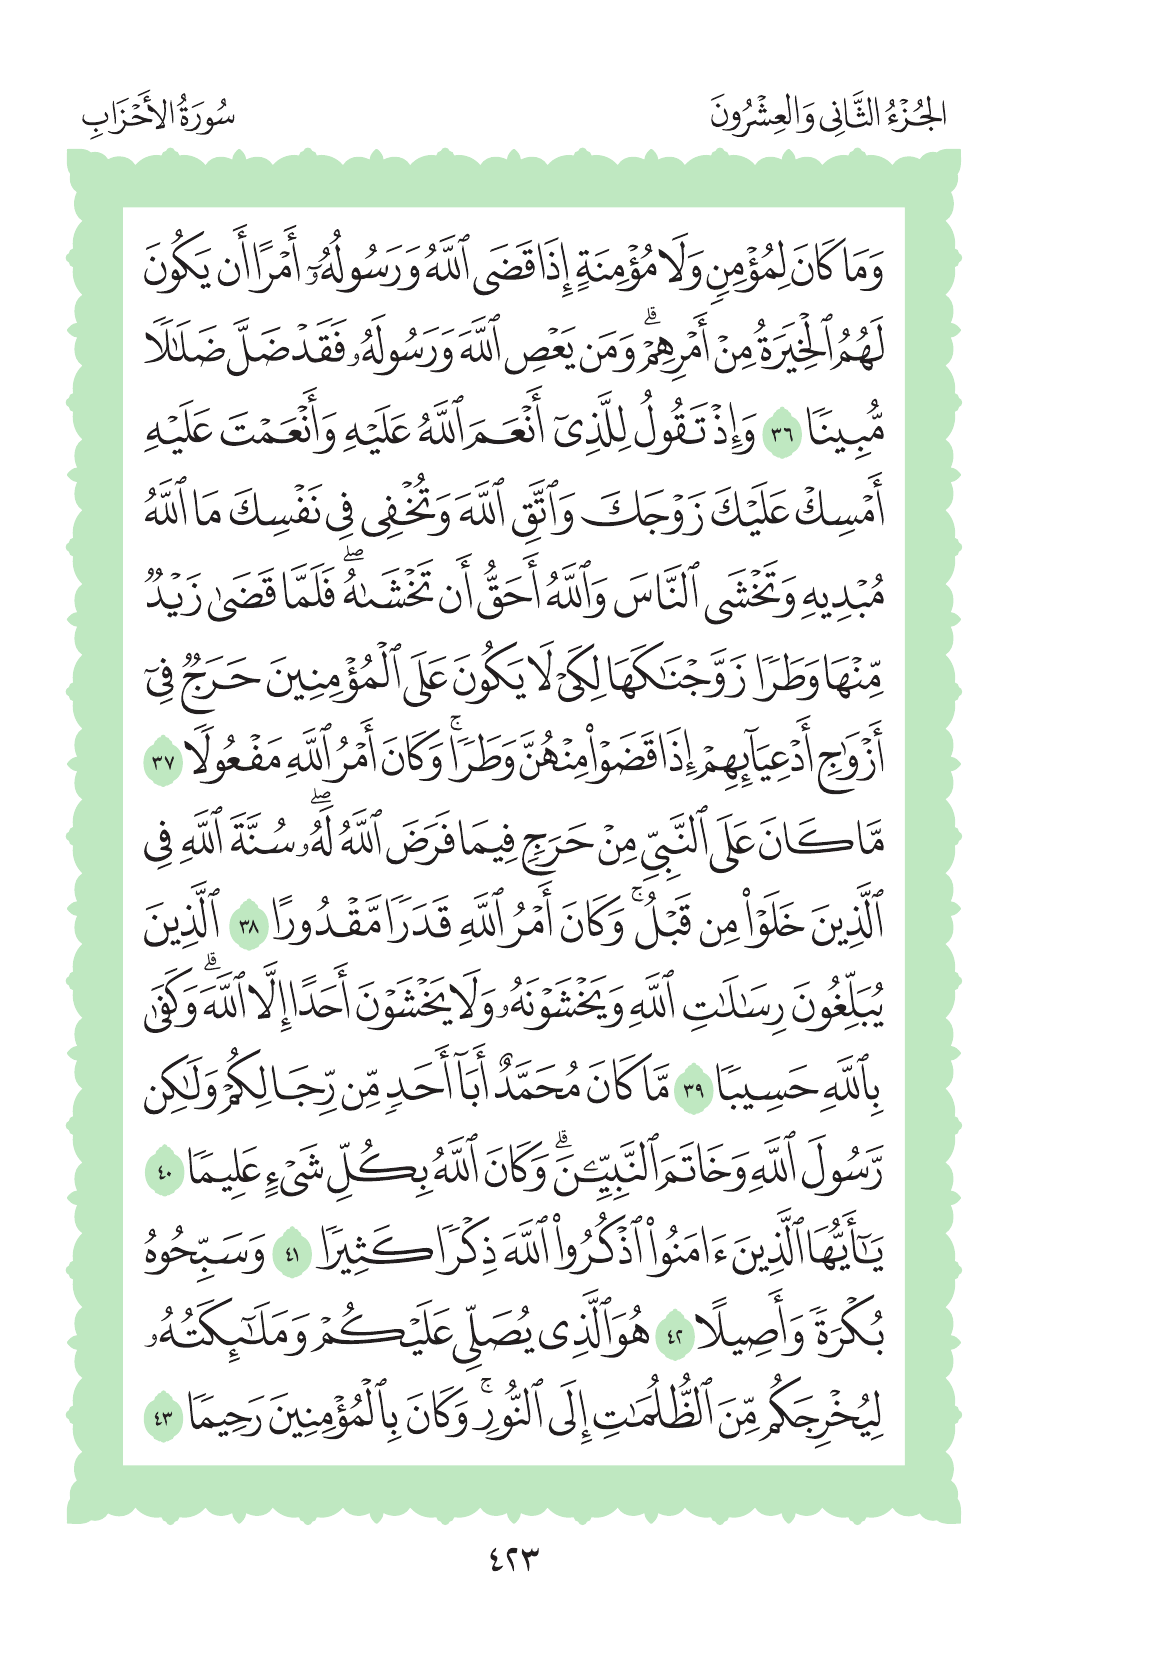 الجُزْءُ الثَّانِي وَالعِشْرُونَ
سُورَةُ الأَحْزَابِ
وَمَا كَانَ لِمُؤْمِنٖ وَلَا مُؤْمِنَةٍ إِذَا قَضَى ٱللَّهُ وَرَسُولُهُۥٓ أَمۡرًا أَن يَكُونَ
لَهُمُ ٱلۡخِيَرَةُ مِنۡ أَمۡرِهِمۡۗ وَمَن يَعۡصِ ٱللَّهَ وَرَسُولَهُۥ فَقَدۡ ضَلَّ ضَلَٰلٗا
مُّبِينٗا ٣٦ وَإِذۡ تَقُولُ لِلَّذِيٓ أَنۡعَمَ ٱللَّهُ عَلَيۡهِ وَأَنۡعَمۡتَ عَلَيۡهِ
أَمۡسِكۡ عَلَيۡكَ زَوۡجَكَ وَٱتَّقِ ٱللَّهَ وَتُخۡفِي فِي نَفۡسِكَ مَا ٱللَّهُ
مُبۡدِيهِ وَتَخۡشَى ٱلنَّاسَ وَٱللَّهُ أَحَقُّ أَن تَخۡشَىٰهُۖ فَلَمَّا قَضَىٰ زَيۡدٞ
مِّنۡهَا وَطَرٗا زَوَّجۡنَٰكَهَا لِكَيۡ لَا يَكُونَ عَلَى ٱلۡمُؤۡمِنِينَ حَرَجٞ فِيٓ
أَزۡوَٰجِ أَدۡعِيَآئِهِمۡ إِذَا قَضَوۡاْ مِنۡهُنَّ وَطَرٗاۚ وَكَانَ أَمۡرُ ٱللَّهِ مَفۡعُولٗا ٣٧
مَّا كَانَ عَلَى ٱلنَّبِيِّ مِنۡ حَرَجٖ فِيمَا فَرَضَ ٱللَّهُ لَهُۥۖ سُنَّةَ ٱللَّهِ فِي
ٱلَّذِينَ خَلَوۡاْ مِن قَبۡلُۚ وَكَانَ أَمۡرُ ٱللَّهِ قَدَرٗا مَّقۡدُورًا ٣٨ ٱلَّذِينَ
يُبَلِّغُونَ رِسَٰلَٰتِ ٱللَّهِ وَيَخۡشَوۡنَهُۥ وَلَا يَخۡشَوۡنَ أَحَدًا إِلَّا ٱللَّهَۗ وَكَفَىٰ
بِٱللَّهِ حَسِيبٗا ٣٩ مَّا كَانَ مُحَمَّدٌ أَبَآ أَحَدٖ مِّن رِّجَالِكُمۡ وَلَٰكِن
رَّسُولَ ٱللَّهِ وَخَاتَمَ ٱلنَّبِيِّـۧنَۗ وَكَانَ ٱللَّهُ بِكُلِّ شَيۡءٍ عَلِيمٗا ٤٠
يَٰٓأَيُّهَا ٱلَّذِينَ ءَامَنُواْ ٱذۡكُرُواْ ٱللَّهَ ذِكۡرٗا كَثِيرٗا ٤١ وَسَبِّحُوهُ
بُكۡرَةٗ وَأَصِيلًا ٤٢ هُوَ ٱلَّذِي يُصَلِّي عَلَيۡكُمۡ وَمَلَٰٓئِكَتُهُۥ
لِيُخۡرِجَكُم مِّنَ ٱلظُّلُمَٰتِ إِلَى ٱلنُّورِۚ وَكَانَ بِٱلۡمُؤۡمِنِينَ رَحِيمٗا ٤٣
٤٢٣